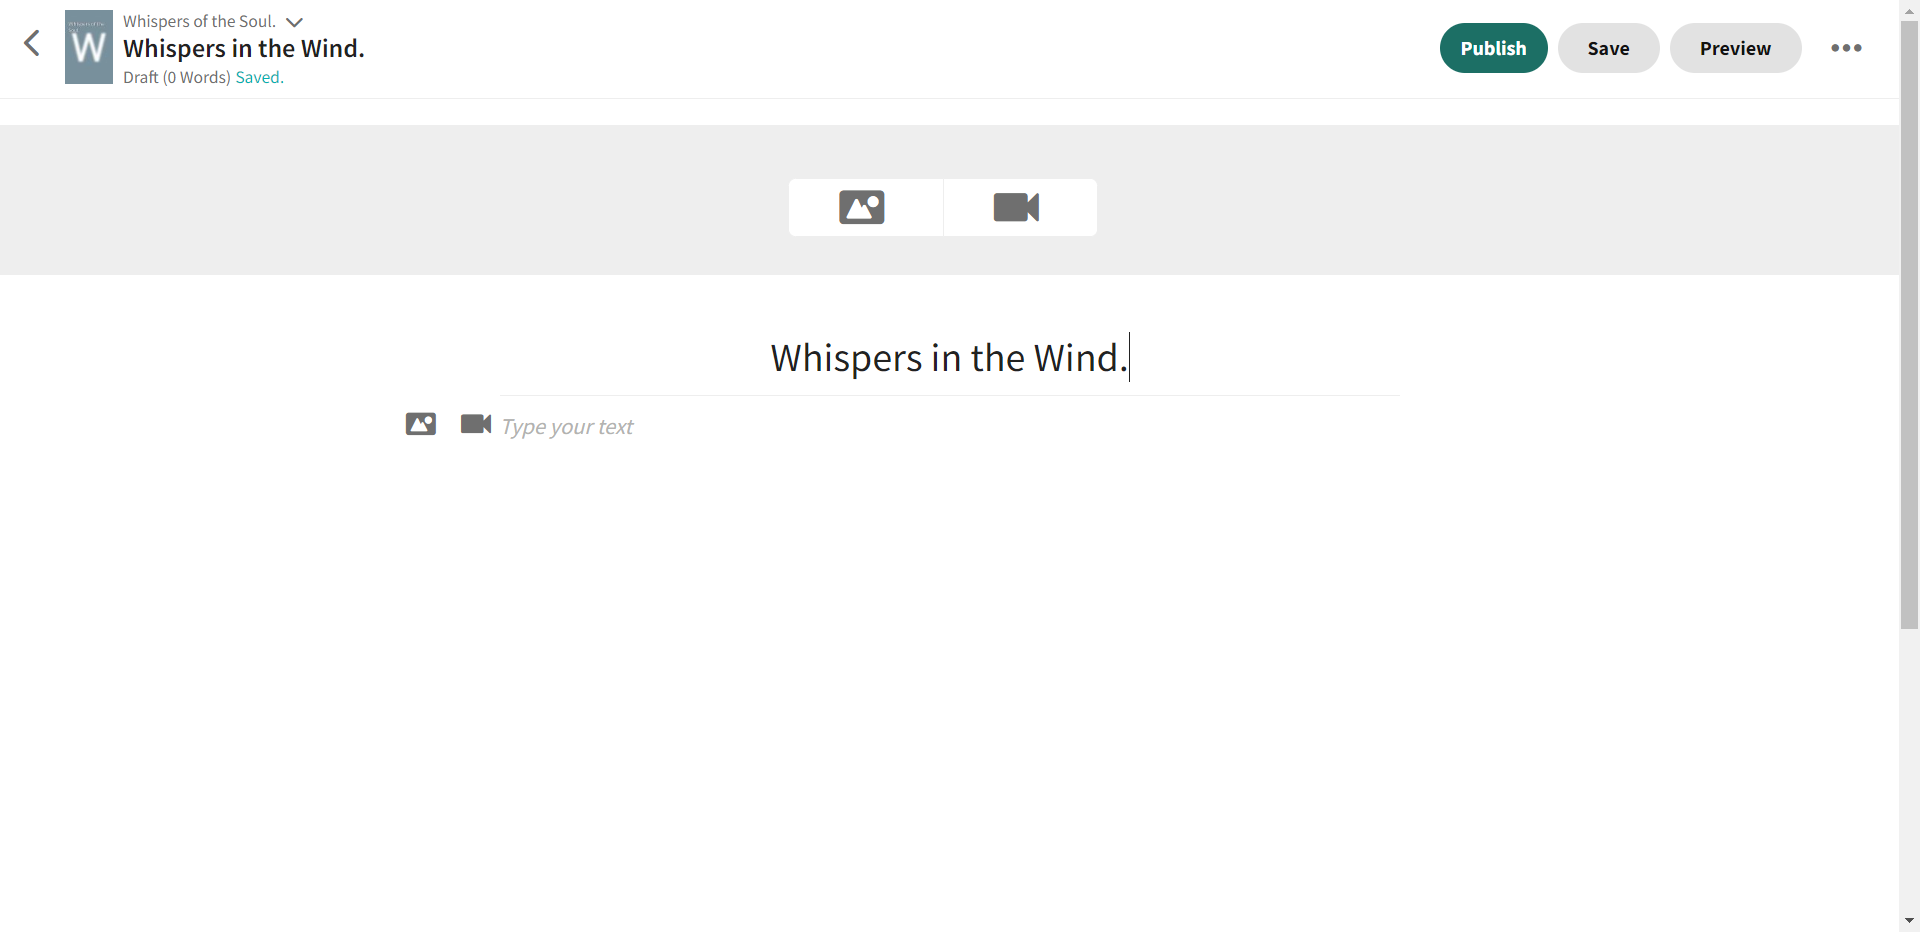 Whispers of the Soul.
Whispers in the Wind.
Draft (0 Words) Saved.
W
Publish
Save
Preview
Whispers in the Wind.
Type your text